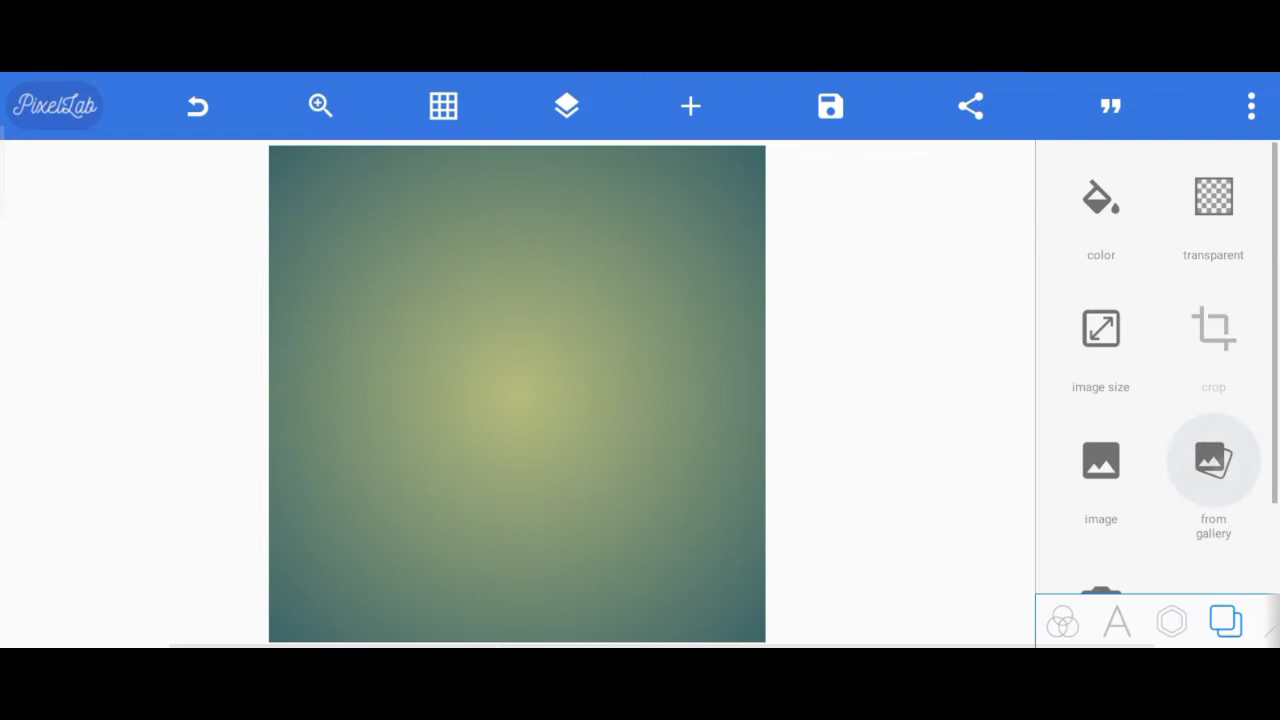 PixelLab
color
transparent
image size
crop
image
from
gallery